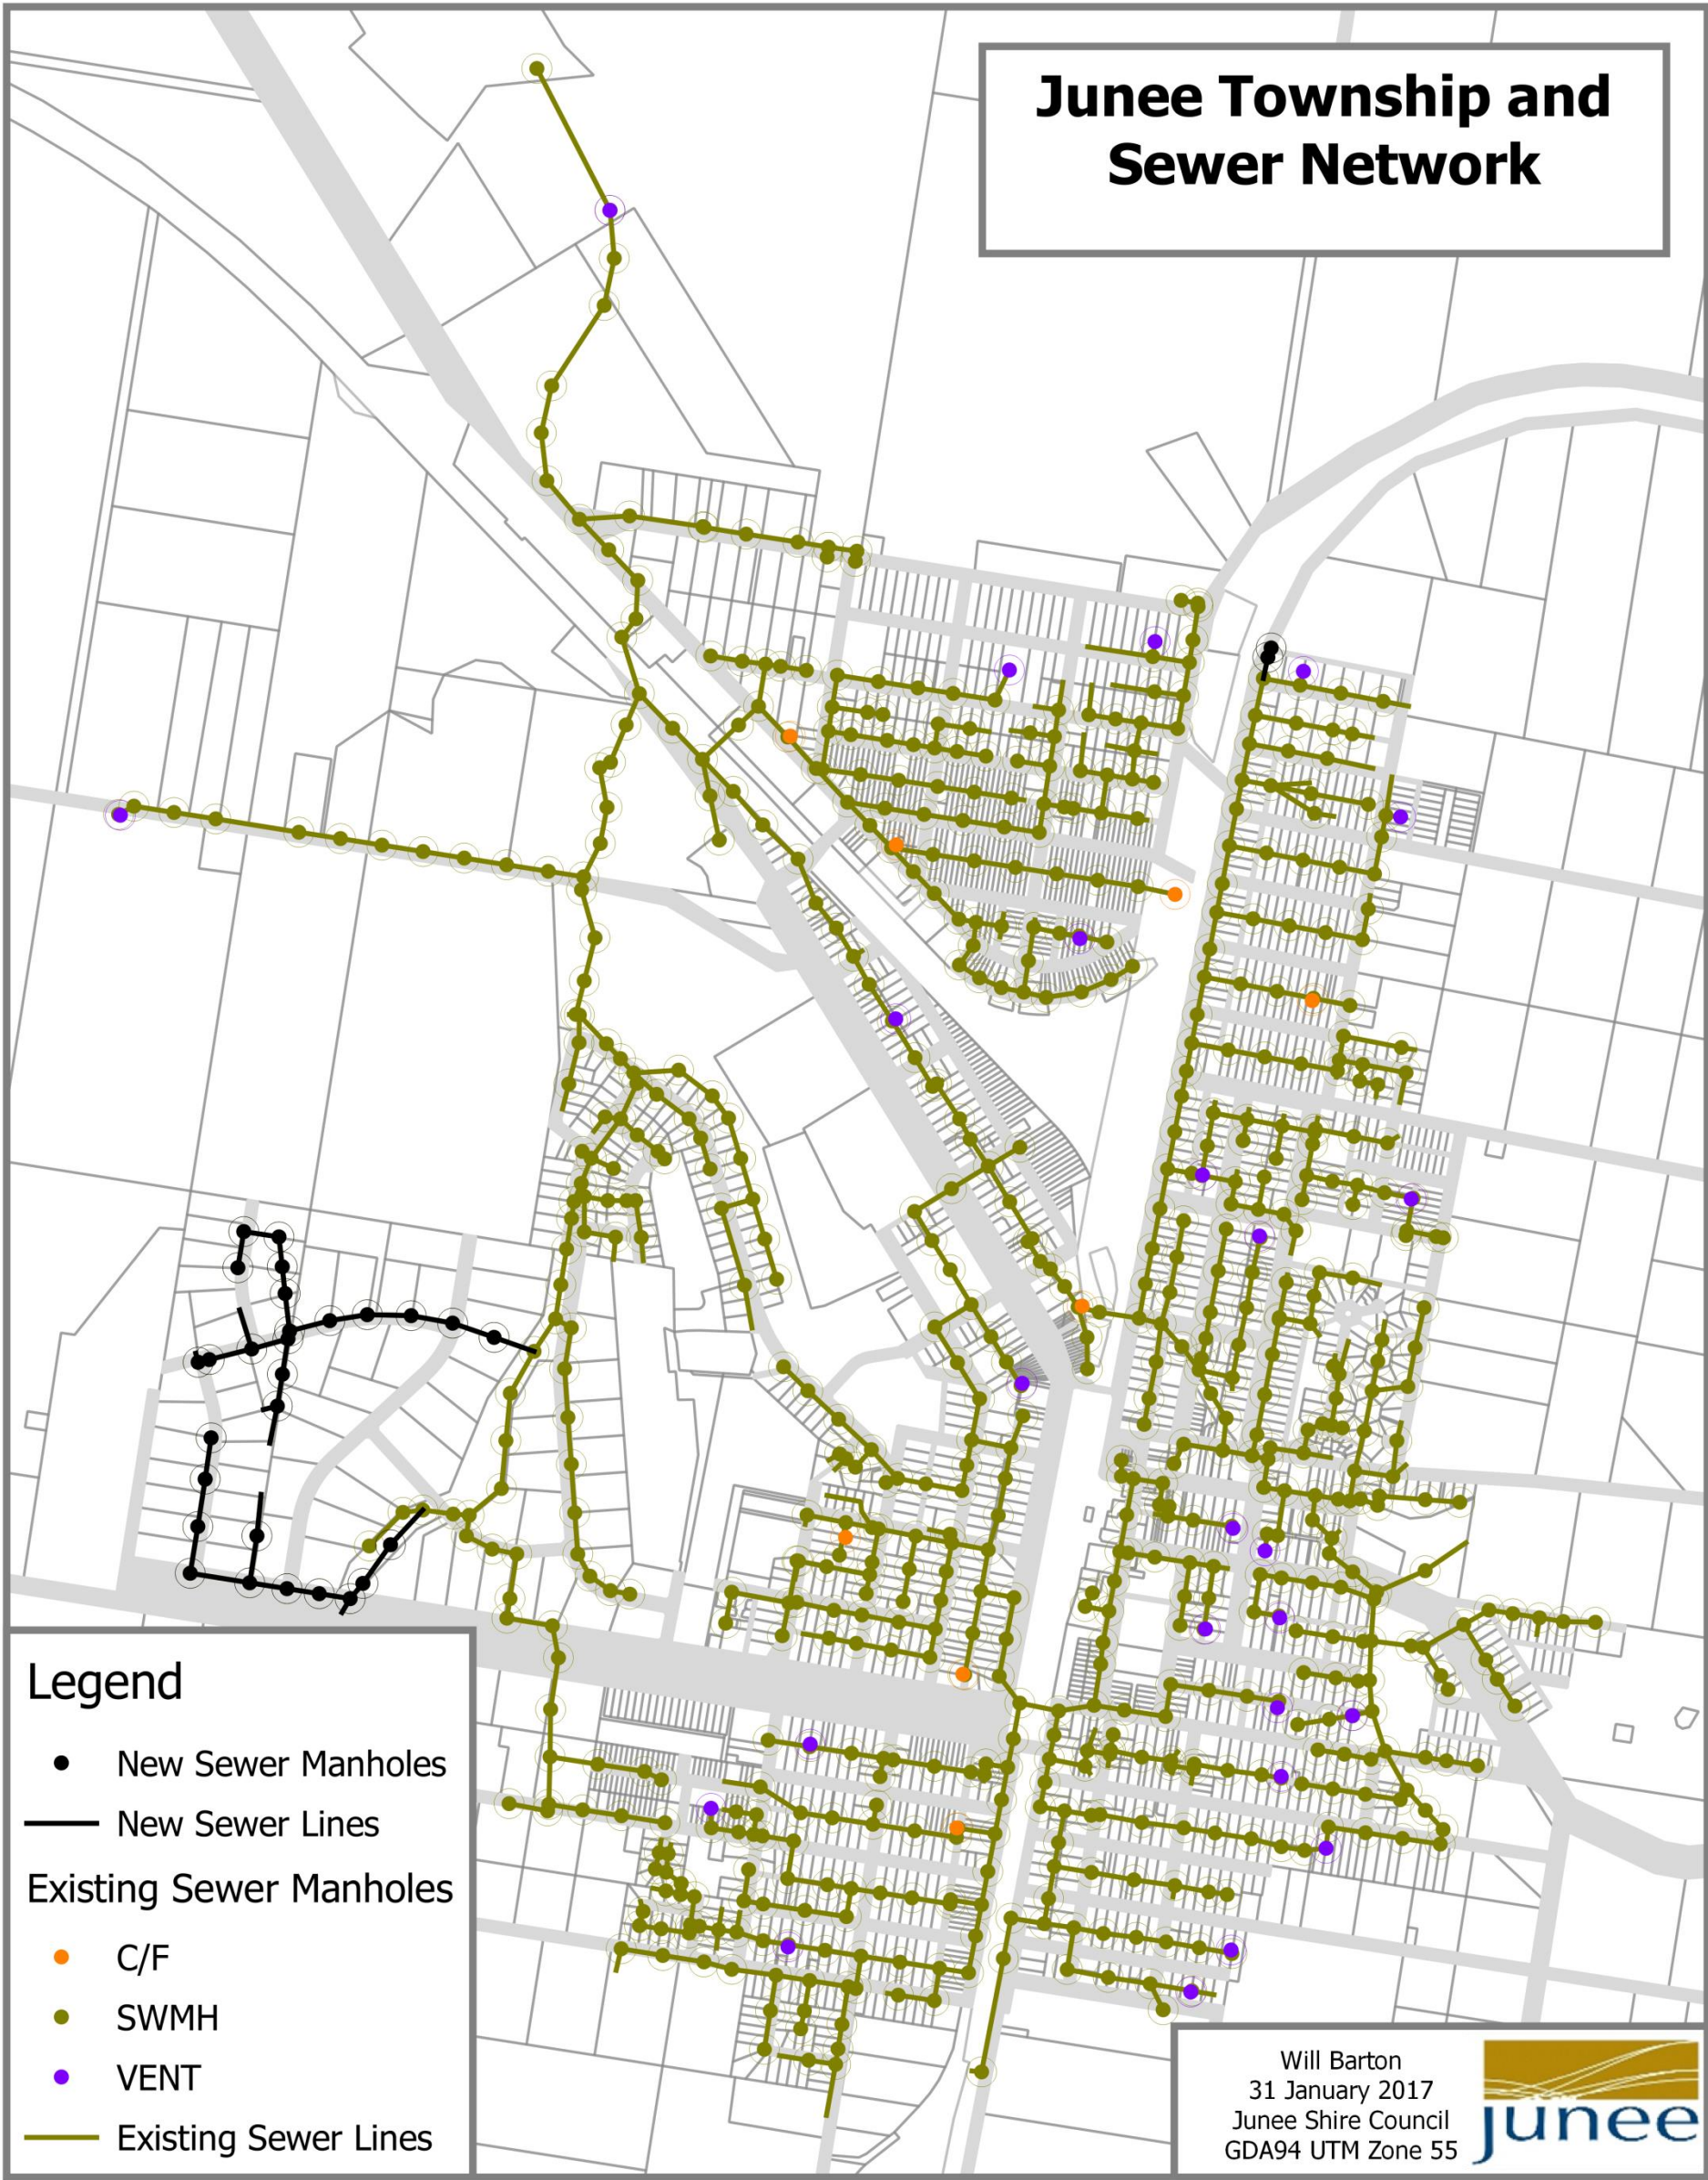 Junee Township and
Sewer Network
Legend
New Sewer Manholes
New Sewer Lines
Existing Sewer Manholes
C/F
SWMH
VENT
Existing Sewer Lines
Will Barton
31 January 2017
Junee Shire Council
GDA94 UTM Zone 55
junee